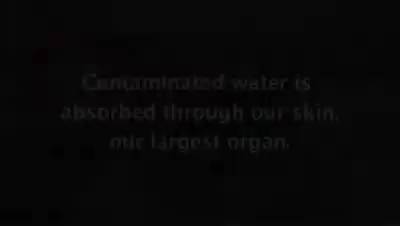 Contaminated water is
absorbed through our skin,
our largest organ.